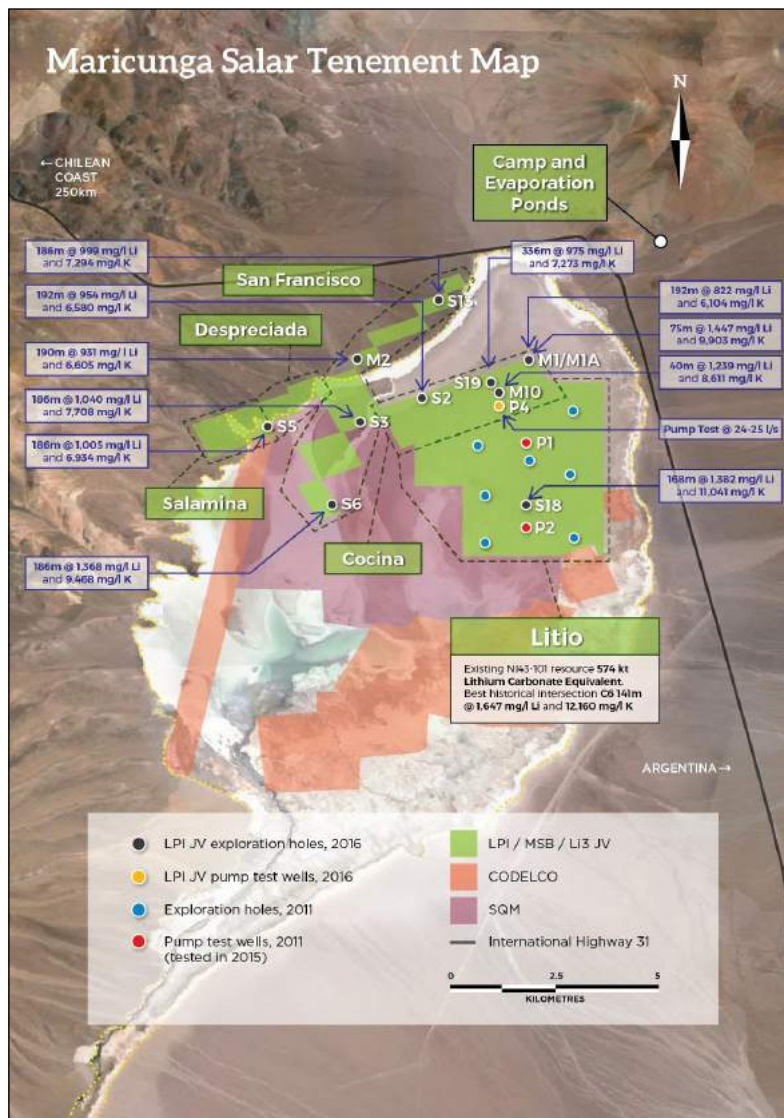 Maricunga Salar Tenement Map
N
←CHILEAN
COAST
250km
Camp and
Evaporation
Ponds
186m @ 999 mg/l Li
and 7,294 mg/l K
336m @ 975 mg/l Li
and 7,273 mg/l K
San Francisco
192m @ 954 mg/l Li
and 6,580 mg/l K
192m @ 822 mg/l Li
and 6,104 mg/l K
Despreciada
75m @ 1,447 mg/l Li
and 9,903 mg/l K
190m @ 931 mg/l Li
and 6,605 mg/l K
M2
M1/M1A
40m @ 1,239 mg/l Li
and 8,611 mg/l K
S19
M10
S2
P4
186m @ 1,040 mg/l Li
and 7,708 mg/l K
S3
S5
Pump Test @ 24-25 l/s
186m @ 1,005 mg/l Li
and 6.934 mg/l K
P1
168m @ 1,382 mg/l Li
and 11,041 mg/l K
Salamina
S6
S18
P2
Cocina
186m @ 1,368 mg/l Li
and 9.468 mg/l K
Litio
Existing NI43-101 resource 574 kt
Lithium Carbonate Equivalent.
Best historical intersection C6 141m
@ 1,647 mg/l Li and 12,160 mg/l K
ARGENTINA→
LPI JV exploration holes, 2016
LPI JV pump test wells, 2016
Exploration holes, 2011
Pump test wells, 2011
(tested in 2015)
LPI / MSB / LI3 JV
CODELCO
SQM
International Highway 31
0 2.5 5
KILOMETRES